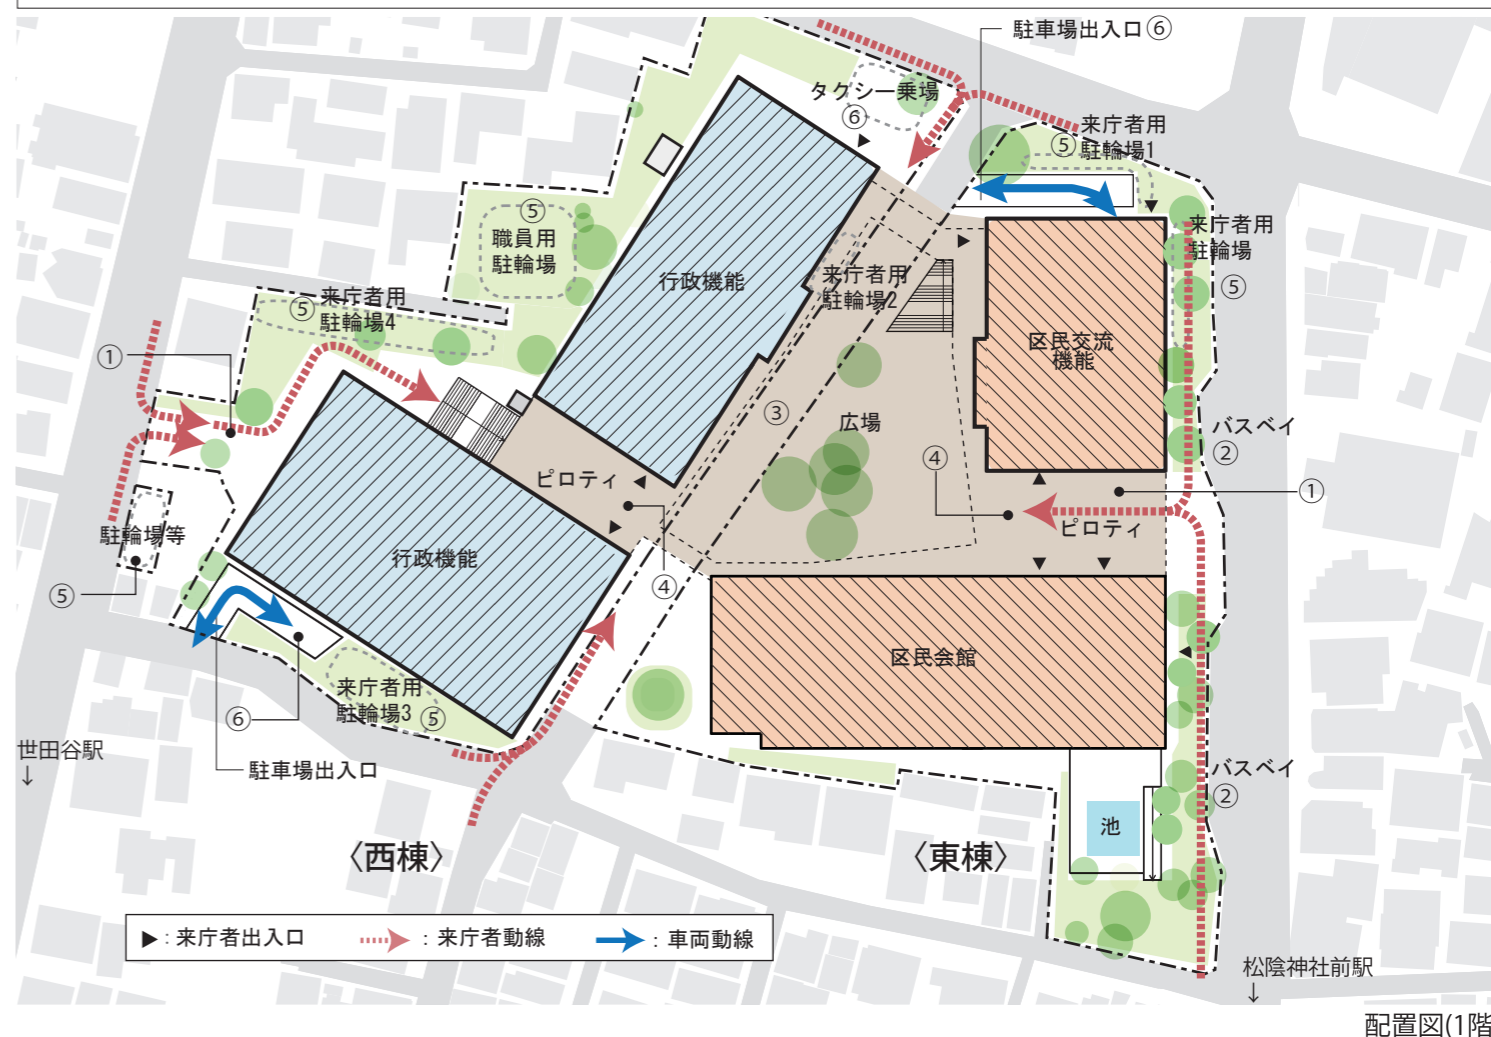 駐車場出入口⑥
タクシー乗場
⑥
来庁者用
⑤駐輪場1
⑤
職員用
駐輪場
来庁者用
駐輪場
⑤
行政機能
来庁者用
駐輪場2
来庁者用
⑤駐輪場4
①
区民交流
機能
③
広場
バスベイ
②
④
ピロティ
①
ピロティ
駐輪場等
行政機能
④
⑤
区民会館
来庁者用
駐輪場3⑤
⑥
世田谷駅
↓
駐車場出入口
バスベイ
②
池
〈西棟〉
〈東棟〉
▶:来庁者出入口
:来庁者動線
:車両動線
松陰神社前駅
↓
配置図(1階